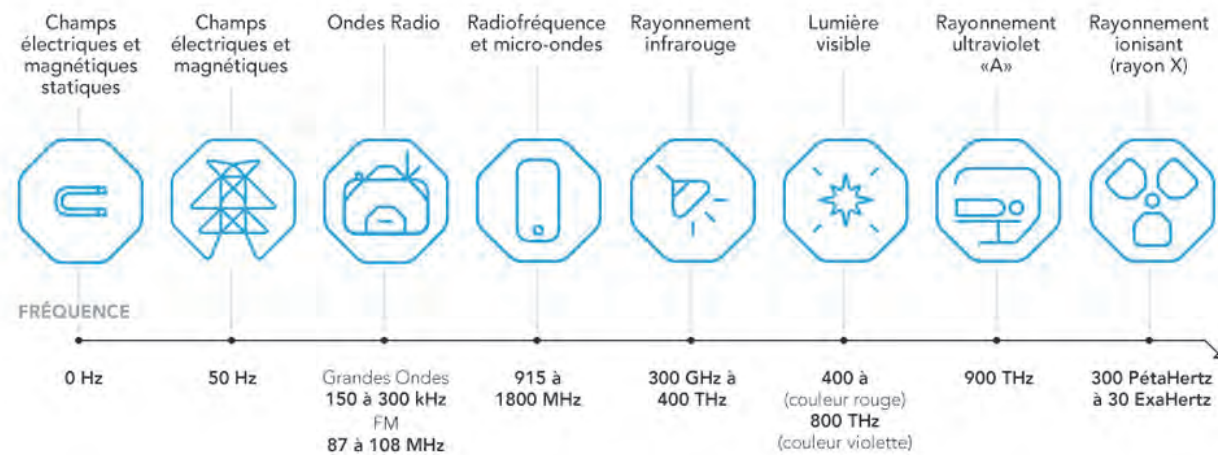 Champs
électriques et
magnétiques
statiques
Champs
électriques et
magnétiques
Ondes Radio
Radiofréquence
et micro-ondes
Rayonnement
infrarouge
Lumière
visible
Rayonnement
ultraviolet
«A»
Rayonnement
ionisant
(rayon X)
FRÉQUENCE
0 Hz
50 Hz
Grandes Ondes
150 à 300 kHz
FM
87 à 108 MHz
915 à
1800 MHz
300 GHz à
400 THz
400 à
(couleur rouge)
800 THz
(couleur violette)
900 THz
300 PétaHertz
à 30 ExaHertz